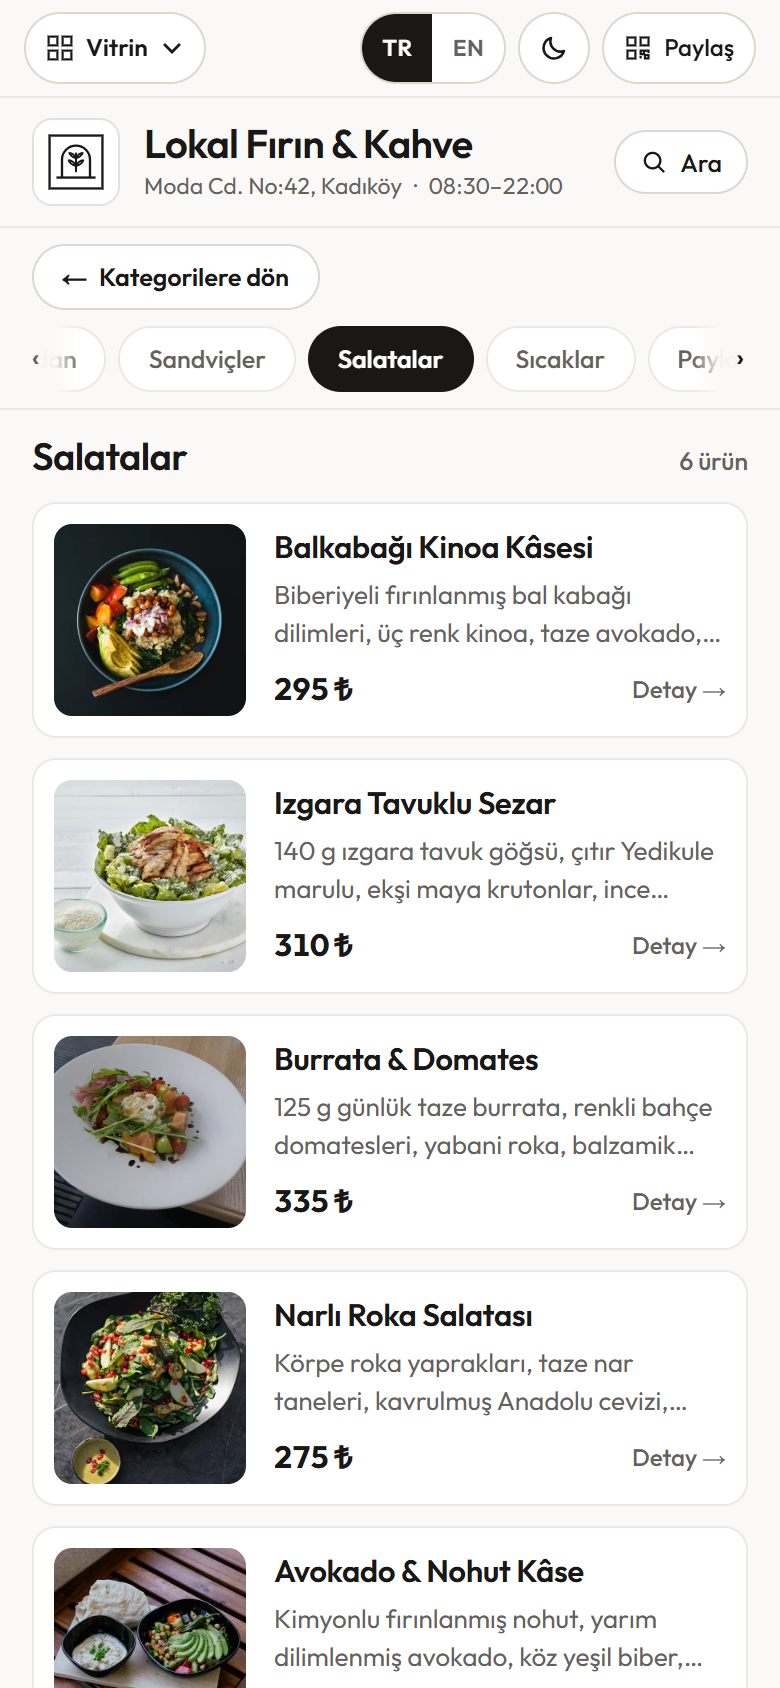 Vitrin
TR EN
Paylaş
Lokal Fırın & Kahve
Moda Cd. No:42, Kadıköy · 08:30–22:00
Ara
← Kategorilere dön
‹ Sandviçler Salatalar Sıcaklar ›
Salatalar
6 ürün
Balkabağı Kinoa Kâsesi
Biberiyeli fırınlanmış bal kabağı
dilimleri, üç renk kinoa, taze avokado,...
295 ₺
Detay →
Izgara Tavuklu Sezar
140 g ızgara tavuk göğsü, çıtır Yedikule
marulu, ekşi maya krutonlar, ince...
310 ₺
Detay →
Burrata & Domates
125 g günlük taze burrata, renkli bahçe
domatesleri, yabani roka, balzamik...
335 ₺
Detay →
Narlı Roka Salatası
Körpe roka yaprakları, taze nar
taneleri, kavrulmuş Anadolu cevizi,...
275 ₺
Detay →
Avokado & Nohut Kâse
Kimyonlu fırınlanmış nohut, yarım
dilimlenmiş avokado, köz yeşil biber,...